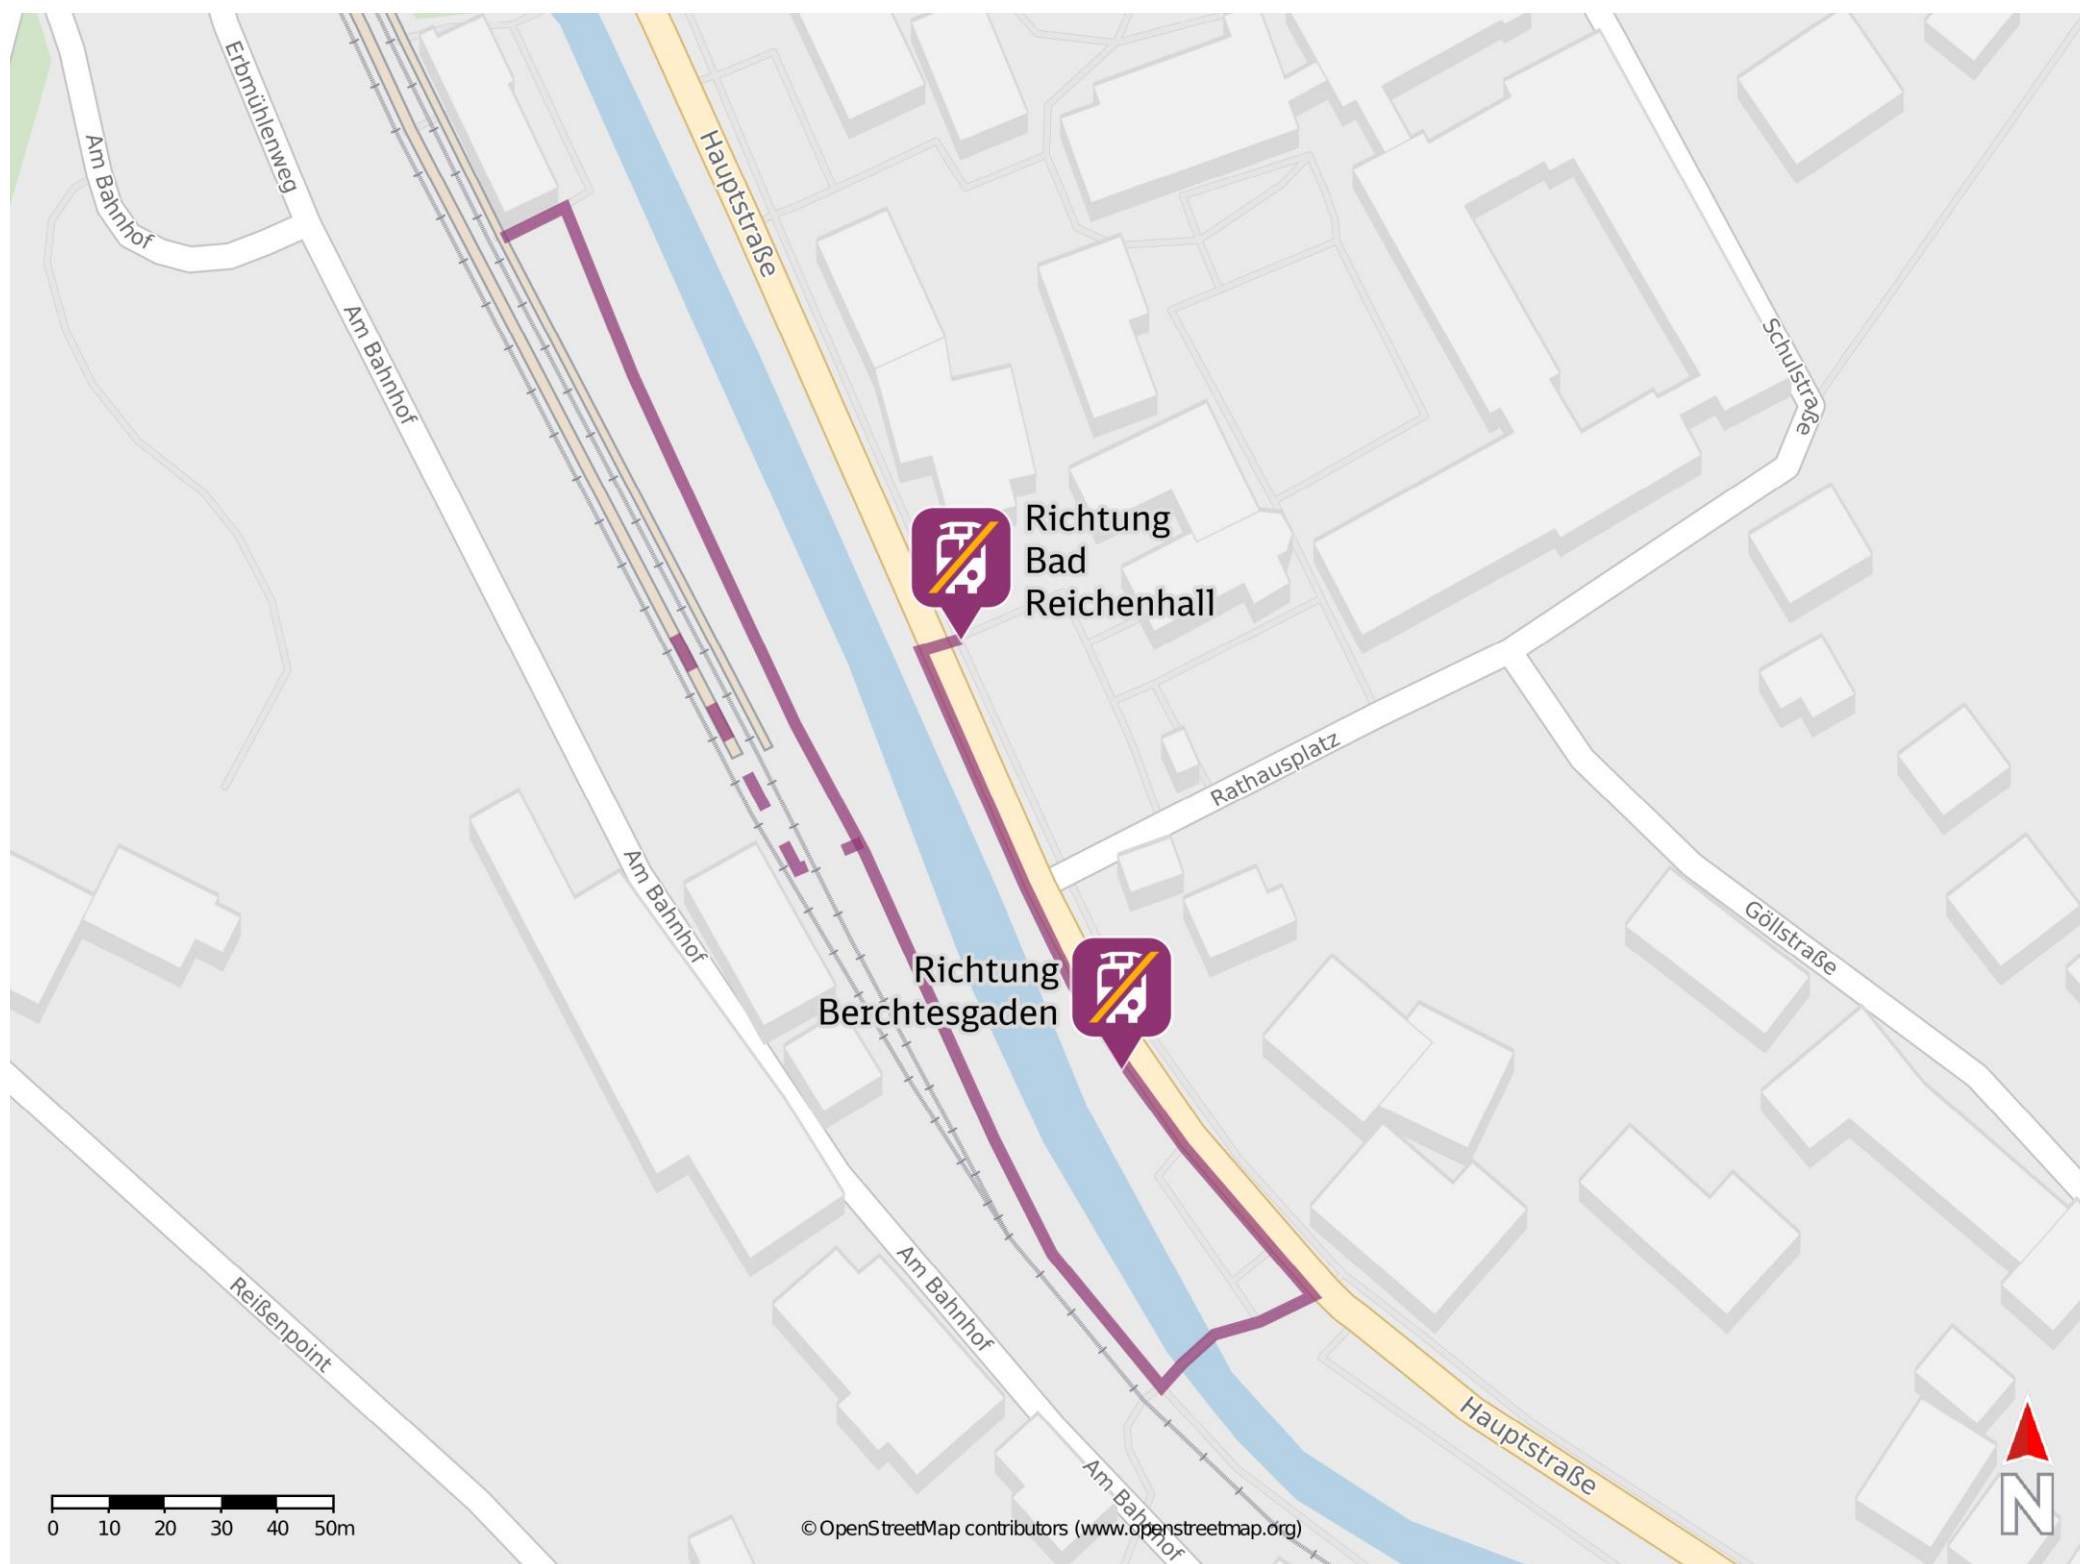 Erbmühlenweg
Am Bahnhof
Hauptstraße
Am Bahnhof
Schulstraße
Richtung
Bad
Reichenhall
Rathausplatz
Am Bahnhof
Göllstraße
Richtung
Berchtesgaden
Am Bahnhof
Reißenpoint
Hauptstraße
Am Bahnhof
N
0 10 20 30 40 50m
© OpenStreetMap contributors (www.openstreetmap.org)